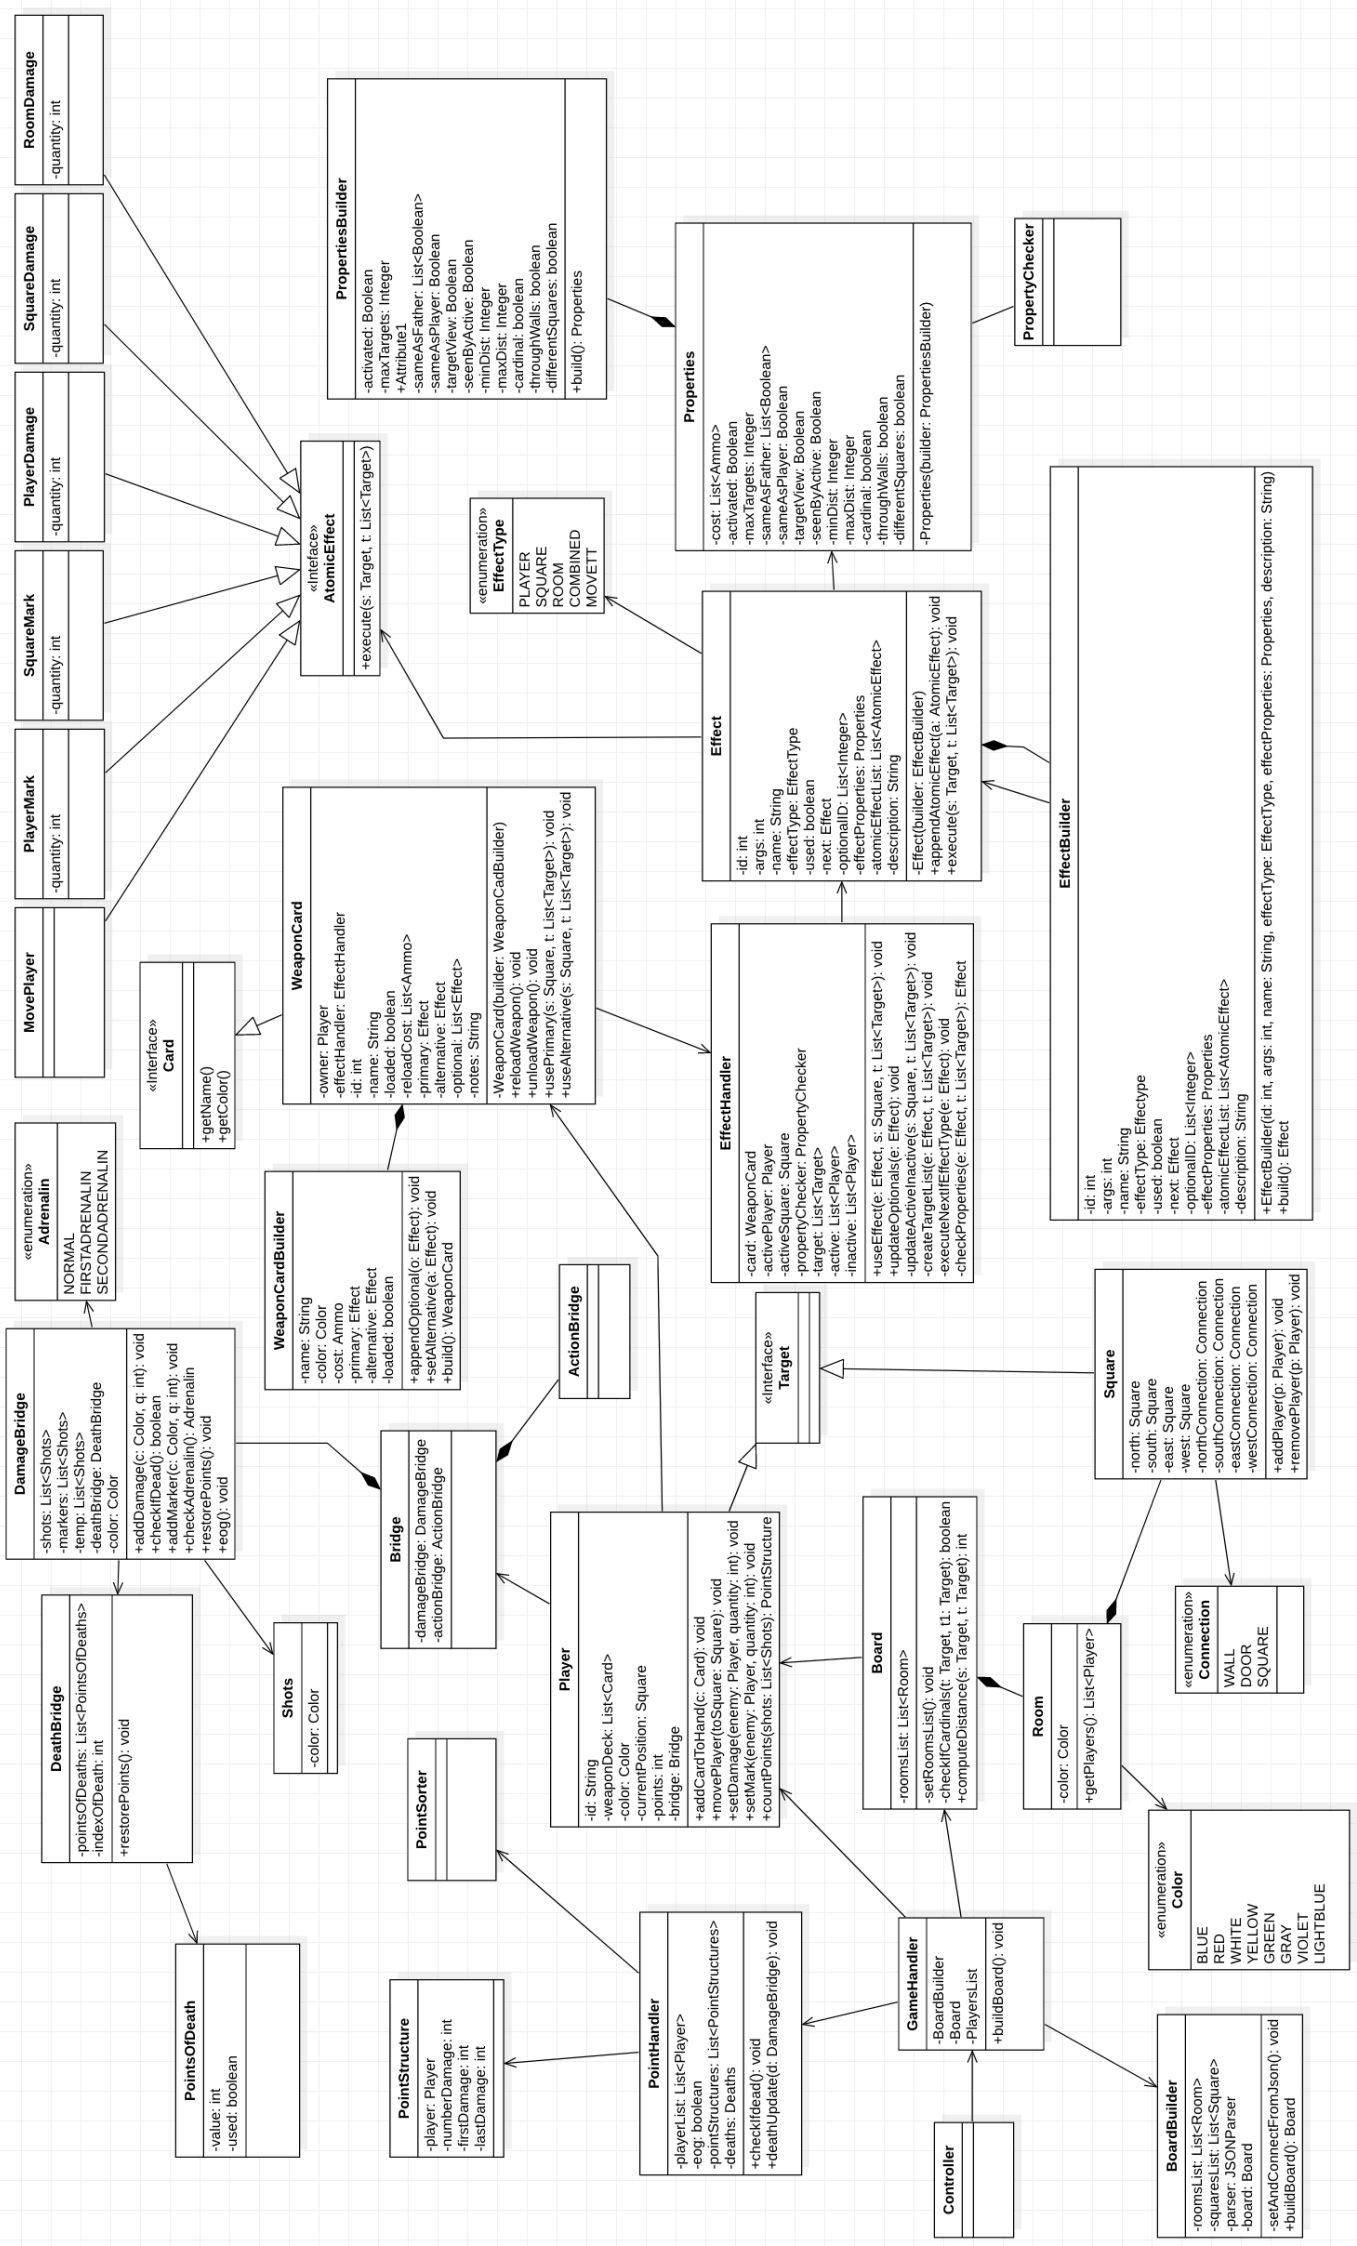 PointsOfDeath
-value: int
-used: boolean
DeathBridge
-pointsOfDeaths: List<PointsOfDeaths>
-indexOfDeath: int
+restorePoints(): void
DamageBridge
-shots: List<Shots>
-markers: List<Shots>
-temp: List<Shots>
-deathBridge: DeathBridge
-color: Color
+addDamage(c: Color, q: int): void
+checkIfDead(): boolean
+addMarker(c: Color, q: int): void
+checkAdrenalin(): Adrenalin
+restorePoints(): void
+eog(): void
«enumeration»
Adrenalin
NORMAL
FIRSTADRENALIN
SECONDADRENALIN
MovePlayer
PlayerMark
-quantity: int
SquareMark
-quantity: int
PlayerDamage
-quantity: int
SquareDamage
-quantity: int
RoomDamage
-quantity: int
«Interface»
Card
+getName()
+getColor()
Shots
-color: Color
WeaponCardBuilder
-name: String
-color: Color
-cost: Ammo
-primary: Effect
-alternative: Effect
-loaded: boolean
+appendOptional(o: Effect): void
+setAlternative(a: Effect): void
+build(): WeaponCard
WeaponCard
-owner: Player
-effectHandler: EffectHandler
-id: int
-name: String
-loaded: boolean
-reloadCost: List<Ammo>
-primary: Effect
-alternative: Effect
-optional: List<Effect>
-notes: String
-WeaponCard(builder: WeaponCadBuilder)
+reloadWeapon(): void
+unloadWeapon(): void
+usePrimary(s: Square, t: List<Target>): void
+useAlternative(s: Square, t: List<Target>): void
«Inteface»
AtomicEffect
+execute(s: Target, t: List<Target>)
PropertiesBuilder
-activated: Boolean
-maxTargets: Integer
+Attribute1
-sameAsFather: List<Boolean>
-sameAsPlayer: Boolean
-targetView: Boolean
-seenByActive: Boolean
-minDist: Integer
-maxDist: Integer
-cardinal: boolean
-throughWalls: boolean
-differentSquares: boolean
+build(): Properties
PointStructure
-player: Player
-numberDamage: int
-firstDamage: int
-lastDamage: int
PointSorter
Bridge
-damageBridge: DamageBridge
-actionBridge: ActionBridge
ActionBridge
«enumeration»
EffectType
PLAYER
SQUARE
ROOM
COMBINED
MOVETT
PointHandler
-playerList: List<Player>
-eog: boolean
-pointStructures: List<PointStructures>
-deaths: Deaths
+checkIfdead(): void
+deathUpdate(d: DamageBridge): void
Player
-id: String
-weaponDeck: List<Card>
-color: Color
-currentPosition: Square
-points: int
-bridge: Bridge
+addCardToHand(c: Card): void
+movePlayer(toSquare: Square): void
+setDamage(enemy: Player, quantity: int): void
+setMark(enemy: Player, quantity: int): void
+countPoints(shots: List<Shots>): PointStructure
«Interface»
Target
EffectHandler
-card: WeaponCard
-activePlayer: Player
-activeSquare: Square
-propertyChecker: PropertyChecker
-target: List<Target>
-active: List<Player>
-inactive: List<Player>
+useEffect(e: Effect, s: Square, t: List<Target>): void
+updateOptionals(e: Effect): void
-updateActiveInactive(s: Square, t: List<Target>): void
-createTargetList(e: Effect, t: List<Target>): void
-executeNextIfEffectType(e: Effect): void
-checkProperties(e: Effect, t: List<Target>): Effect
Effect
-id: int
-args: int
-name: String
-effectType: EffectType
-used: boolean
-next: Effect
-optionalID: List<Integer>
-effectProperties: Properties
-atomicEffectList: List<AtomicEffect>
-description: String
-Effect(builder: EffectBuilder)
+appendAtomicEffect(a: AtomicEffect): void
+execute(s: Target, t: List<Target>): void
Properties
-cost: List<Ammo>
-activated: Boolean
-maxTargets: Integer
-sameAsFather: List<Boolean>
-sameAsPlayer: Boolean
-targetView: Boolean
-seenByActive: Boolean
-minDist: Integer
-maxDist: Integer
-cardinal: boolean
-throughWalls: boolean
-differentSquares: boolean
-Properties(builder: PropertiesBuilder)
Controller
GameHandler
-BoardBuilder
-Board
-PlayersList
+buildBoard(): void
Board
-roomsList: List<Room>
-setRoomsList(): void
-checkIfCardinals(t: Target, t1: Target): boolean
+computeDistance(s: Target, t: Target): int
Room
-color: Color
+getPlayers(): List<Player>
Square
-north: Square
-south: Square
-east: Square
-west: Square
-northConnection: Connection
-southConnection: Connection
-eastConnection: Connection
-westConnection: Connection
+addPlayer(p: Player): void
+removePlayer(p: Player): void
EffectBuilder
-id: int
-args: int
-name: String
-effectType: Effectype
-used: boolean
-next: Effect
-optionalID: List<Integer>
-effectProperties: Properties
-atomicEffectList: List<AtomicEffect>
-description: String
+EffectBuilder(id: int, args: int, name: String, effectType: EffectType, effectProperties: Properties, description: String)
+build(): Effect
PropertyChecker
BoardBuilder
-roomsList: List<Room>
-squaresList: List<Square>
-parser: JSONParser
-board: Board
-setAndConnectFromJson(): void
+buildBoard(): Board
«enumeration»
Color
BLUE
RED
WHITE
YELLOW
GREEN
GRAY
VIOLET
LIGHTBLUE
«enumeration»
Connection
WALL
DOOR
SQUARE